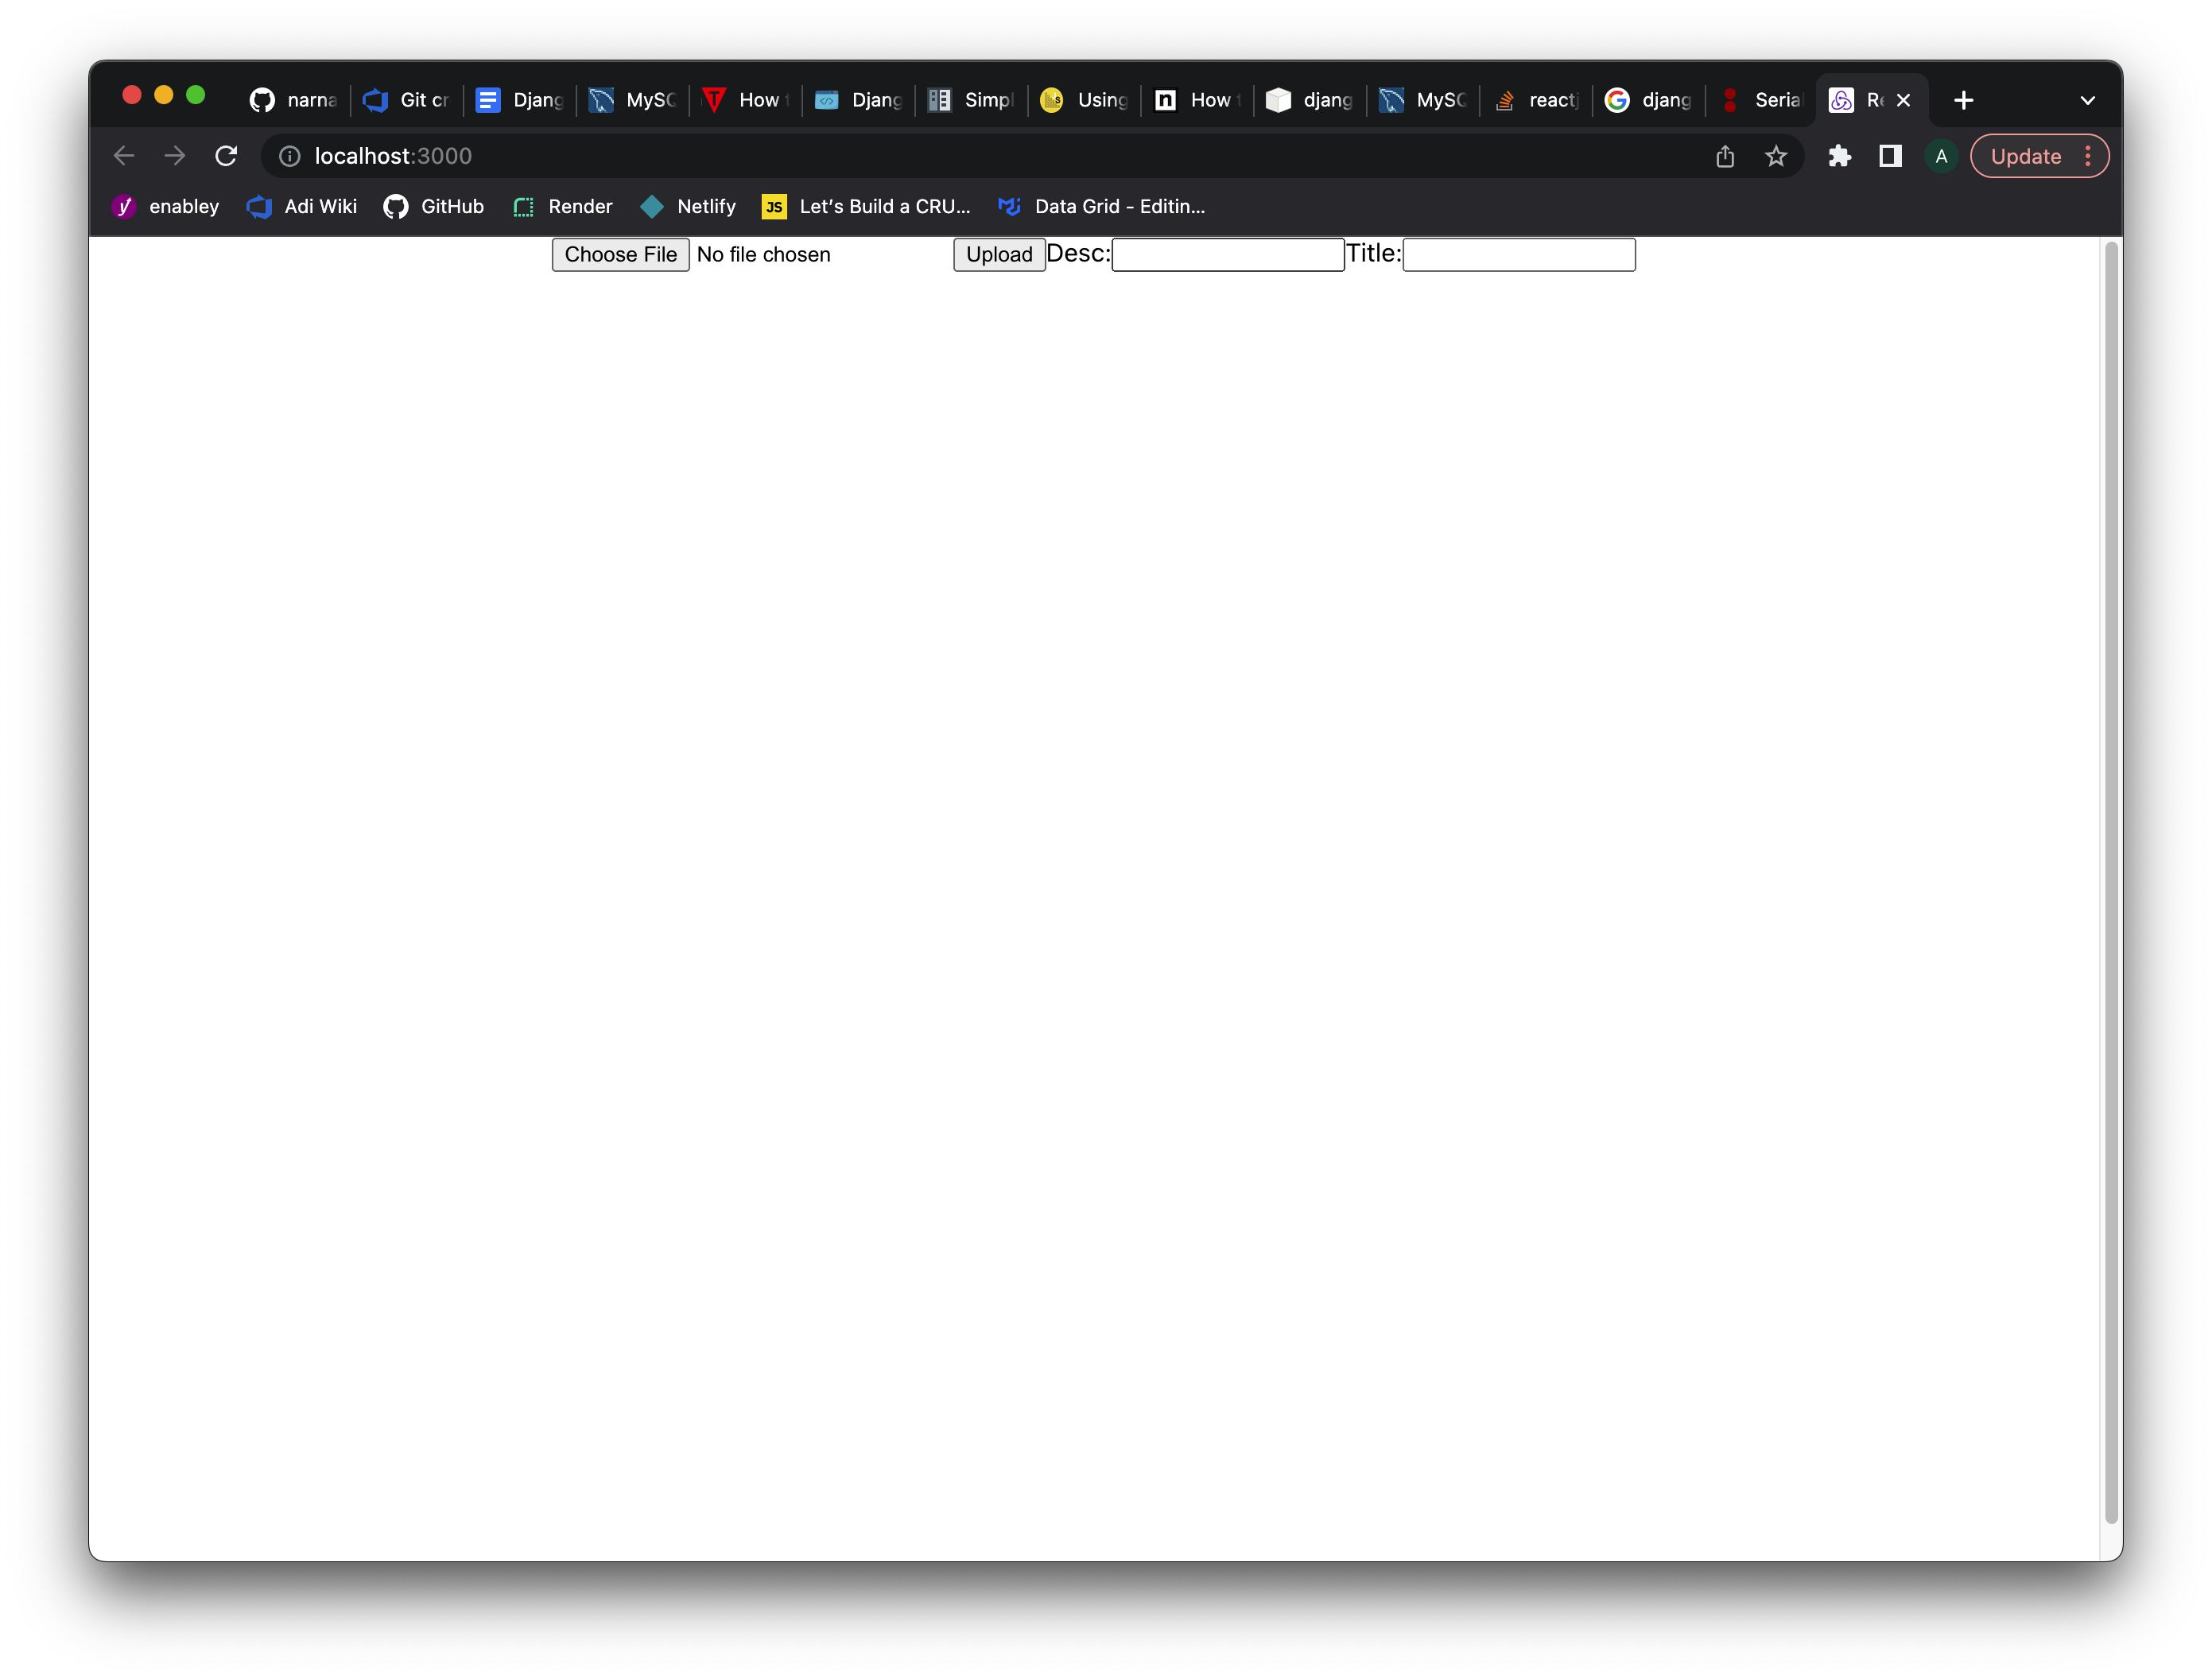 narna Git cr Djang MySC How t Djang Simpl Using How t djang MySC reactj djang Serial Re
localhost:3000 A Update
enabley Adi Wiki GitHub Render Netlify JS Let's Build a CRU... Data Grid - Editin...
Choose File No file chosen Upload Desc: Title: